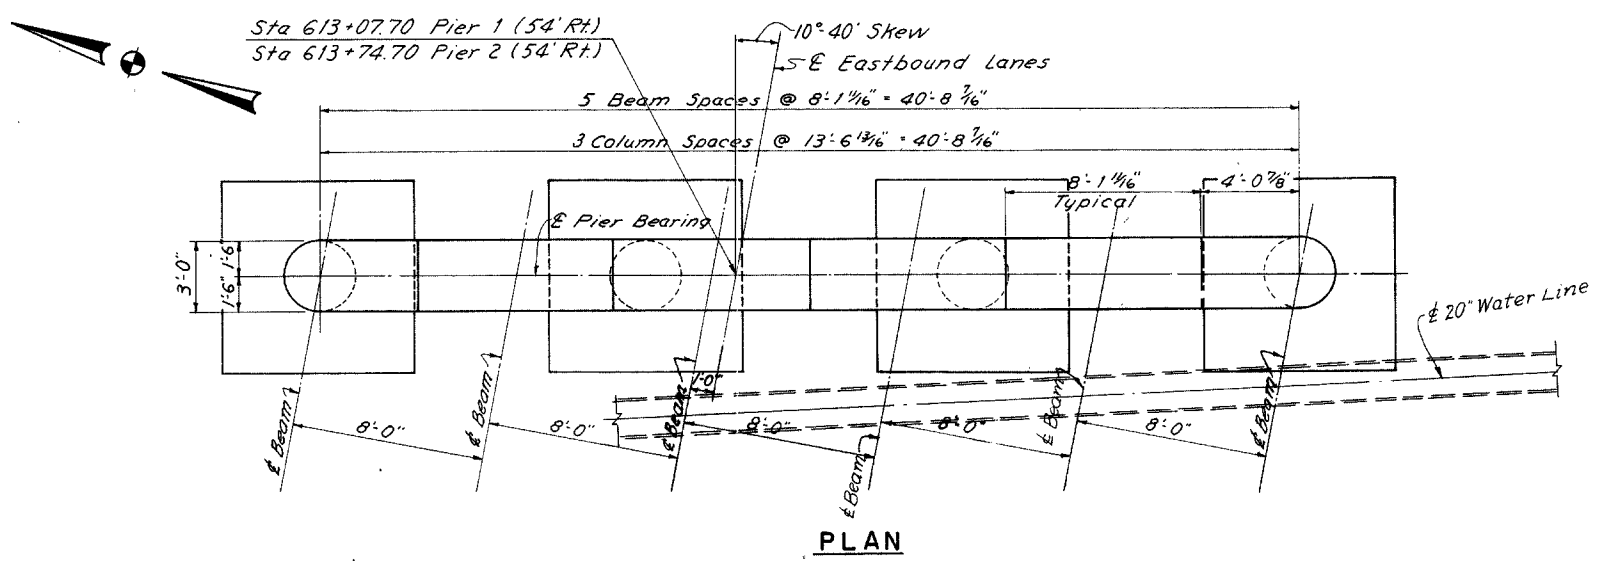 Sta 613+07.70 Pier 1 (54' Rt.)
Sta 613+74.70 Pier 2 (54' Rt.)
10°-40' Skew
℄ Eastbound Lanes
5 Beam Spaces @ 8'-1 11/16" = 40'-8 7/16"
3 Column Spaces @ 13'-6 13/16" = 40'-8 7/16"
8'-1 11/16"
Typical
4'-0 7/8"
℄ Pier Bearing
3'-0"
1'-6"
1'-6"
℄ 20" Water Line
1'-0"
℄ Beam
℄ Beam
℄ Beam
℄ Beam
℄ Beam
℄ Beam
8'-0"
8'-0"
8'-0"
8'-0"
8'-0"
PLAN